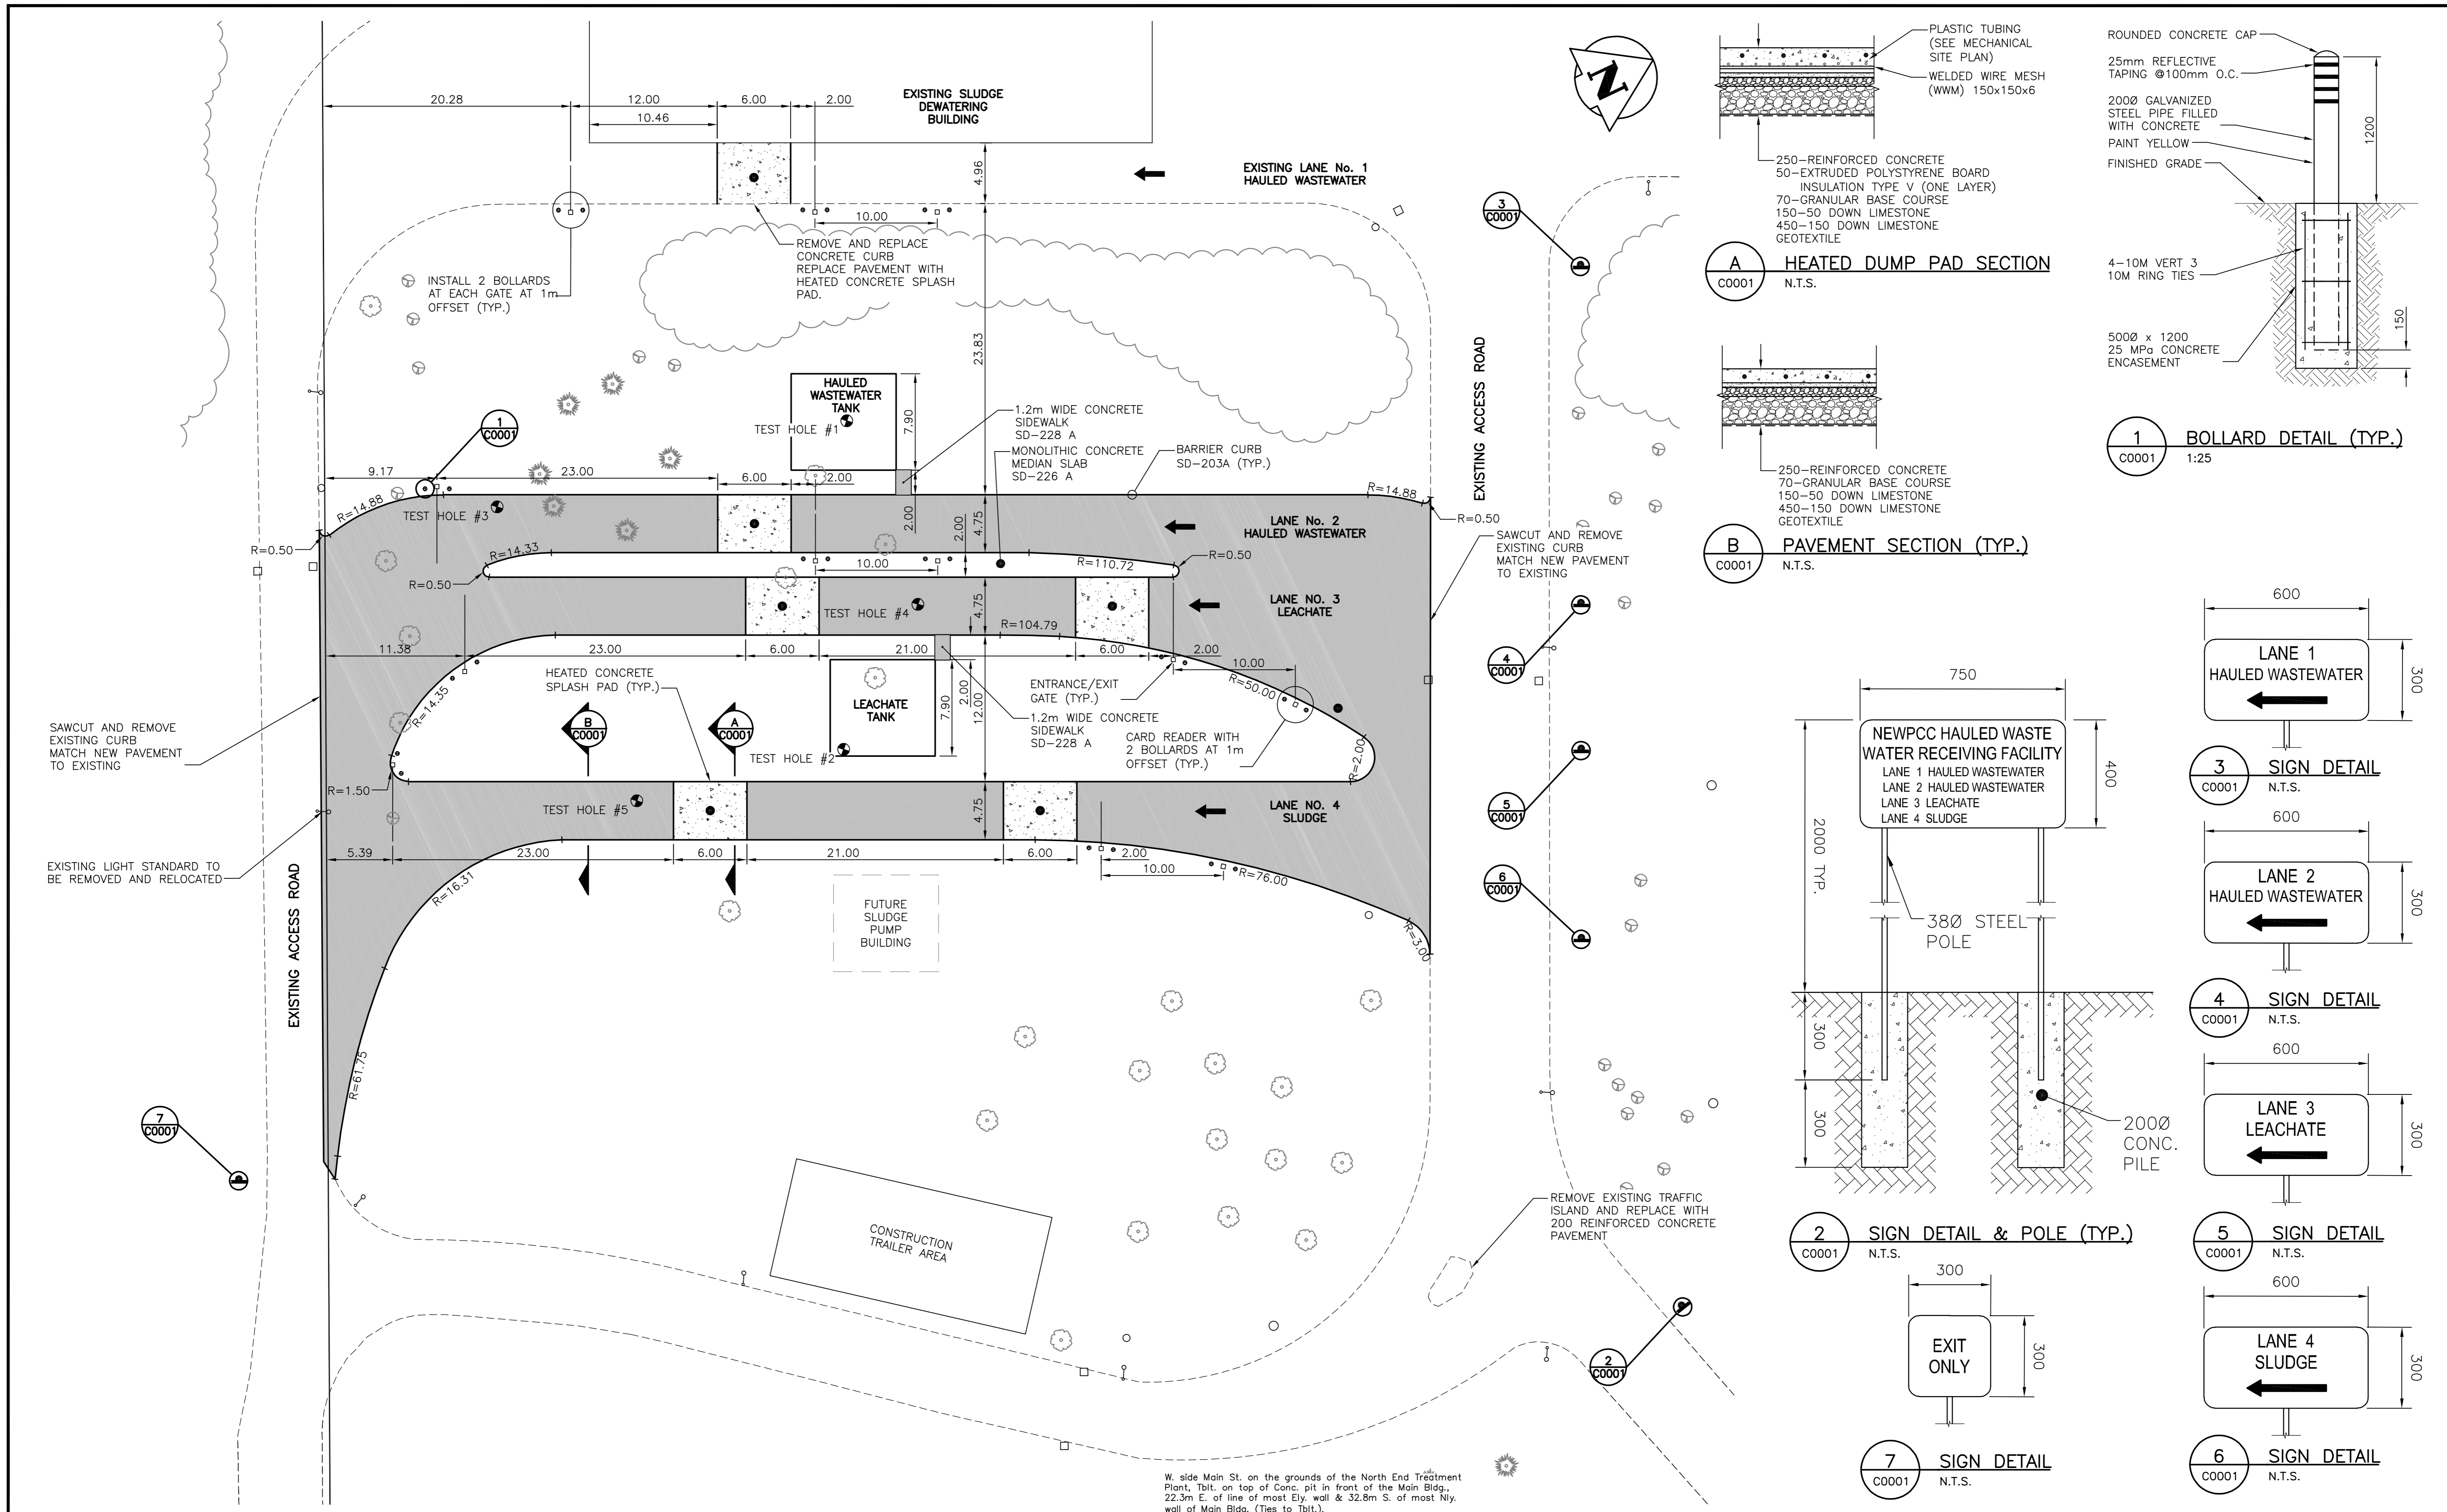 20.28
12.00
6.00
2.00
10.46
EXISTING SLUDGE
DEWATERING
BUILDING
4.96
EXISTING LANE No. 1
HAULED WASTEWATER
10.00
REMOVE AND REPLACE
CONCRETE CURB
REPLACE PAVEMENT WITH
HEATED CONCRETE SPLASH
PAD.
INSTALL 2 BOLLARDS
AT EACH GATE AT 1m
OFFSET (TYP.)
23.83
HAULED
WASTEWATER
TANK
TEST HOLE #1
7.90
1.2m WIDE CONCRETE
SIDEWALK
SD-228 A
MONOLITHIC CONCRETE
MEDIAN SLAB
SD-226 A
BARRIER CURB
SD-203A (TYP.)
EXISTING ACCESS ROAD
1
C0001
9.17
23.00
6.00
2.00
R=14.88
TEST HOLE #3
2.00
4.75
2.00
LANE No. 2
HAULED WASTEWATER
R=14.88
R=0.50
R=0.50
R=14.33
R=0.50
10.00
R=110.72
R=0.50
SAWCUT AND REMOVE
EXISTING CURB
MATCH NEW PAVEMENT
TO EXISTING
TEST HOLE #4
4.75
LANE NO. 3
LEACHATE
R=104.79
11.38
23.00
6.00
21.00
6.00
2.00
10.00
HEATED CONCRETE
SPLASH PAD (TYP.)
R=14.35
LEACHATE
TANK
7.90
2.00
12.00
ENTRANCE/EXIT
GATE (TYP.)
1.2m WIDE CONCRETE
SIDEWALK
SD-228 A
R=50.00
CARD READER WITH
2 BOLLARDS AT 1m
OFFSET (TYP.)
B
C0001
A
C0001
TEST HOLE #2
R=2.00
SAWCUT AND REMOVE
EXISTING CURB
MATCH NEW PAVEMENT
TO EXISTING
R=1.50
TEST HOLE #5
4.75
LANE NO. 4
SLUDGE
5.39
23.00
6.00
21.00
6.00
2.00
10.00
R=76.00
R=3.00
EXISTING LIGHT STANDARD TO
BE REMOVED AND RELOCATED
R=16.31
FUTURE
SLUDGE
PUMP
BUILDING
EXISTING ACCESS ROAD
R=61.75
7
C0001
CONSTRUCTION
TRAILER AREA
REMOVE EXISTING TRAFFIC
ISLAND AND REPLACE WITH
200 REINFORCED CONCRETE
PAVEMENT
2
C0001
W. side Main St. on the grounds of the North End Treatment
Plant, Tblt. on top of Conc. pit in front of the Main Bldg.,
22.3m E. of line of most Ely. wall & 32.8m S. of most Nly.
wall of Main Bldg. (Ties to Tblt.).
N
3
C0001
4
C0001
5
C0001
6
C0001
PLASTIC TUBING
(SEE MECHANICAL
SITE PLAN)
WELDED WIRE MESH
(WWM) 150x150x6
250-REINFORCED CONCRETE
50-EXTRUDED POLYSTYRENE BOARD
INSULATION TYPE V (ONE LAYER)
70-GRANULAR BASE COURSE
150-50 DOWN LIMESTONE
450-150 DOWN LIMESTONE
GEOTEXTILE
A
C0001
HEATED DUMP PAD SECTION
N.T.S.
250-REINFORCED CONCRETE
70-GRANULAR BASE COURSE
150-50 DOWN LIMESTONE
450-150 DOWN LIMESTONE
GEOTEXTILE
B
C0001
PAVEMENT SECTION (TYP.)
N.T.S.
ROUNDED CONCRETE CAP
25mm REFLECTIVE
TAPING @100mm O.C.
200Ø GALVANIZED
STEEL PIPE FILLED
WITH CONCRETE
PAINT YELLOW
FINISHED GRADE
1200
4-10M VERT 3
10M RING TIES
150
500Ø x 1200
25 MPa CONCRETE
ENCASEMENT
1
C0001
BOLLARD DETAIL (TYP.)
1:25
750
NEWPCC HAULED WASTE
WATER RECEIVING FACILITY
LANE 1 HAULED WASTEWATER
LANE 2 HAULED WASTEWATER
LANE 3 LEACHATE
LANE 4 SLUDGE
400
2000 TYP.
38Ø STEEL
POLE
300
300
200Ø
CONC.
PILE
2
C0001
SIGN DETAIL & POLE (TYP.)
N.T.S.
300
EXIT
ONLY
300
7
C0001
SIGN DETAIL
N.T.S.
600
LANE 1
HAULED WASTEWATER
300
3
C0001
SIGN DETAIL
N.T.S.
600
LANE 2
HAULED WASTEWATER
300
4
C0001
SIGN DETAIL
N.T.S.
600
LANE 3
LEACHATE
300
5
C0001
SIGN DETAIL
N.T.S.
600
LANE 4
SLUDGE
300
6
C0001
SIGN DETAIL
N.T.S.